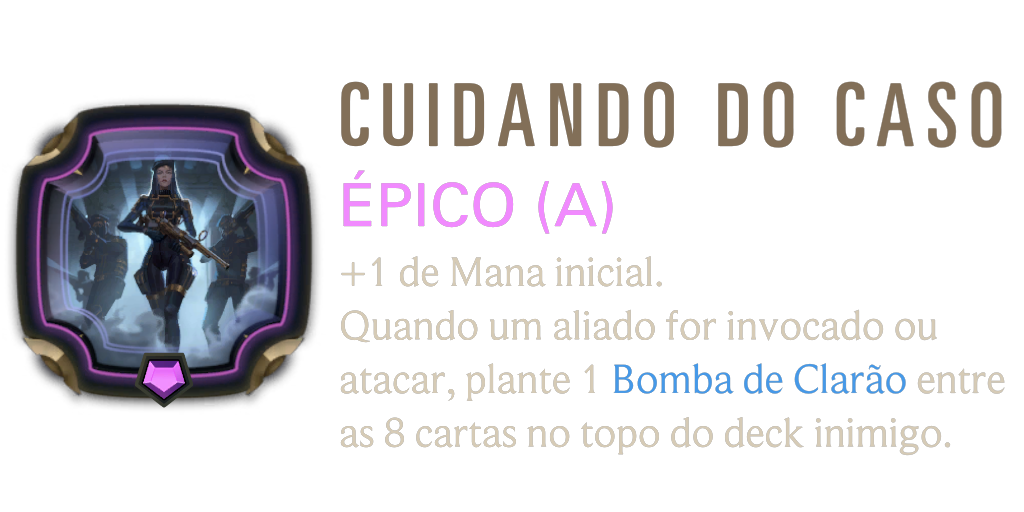 CUIDANDO DO CASO
ÉPICO (A)
+1 de Mana inicial.
Quando um aliado for invocado ou
atacar, plante 1 Bomba de Clarão entre
as 8 cartas no topo do deck inimigo.